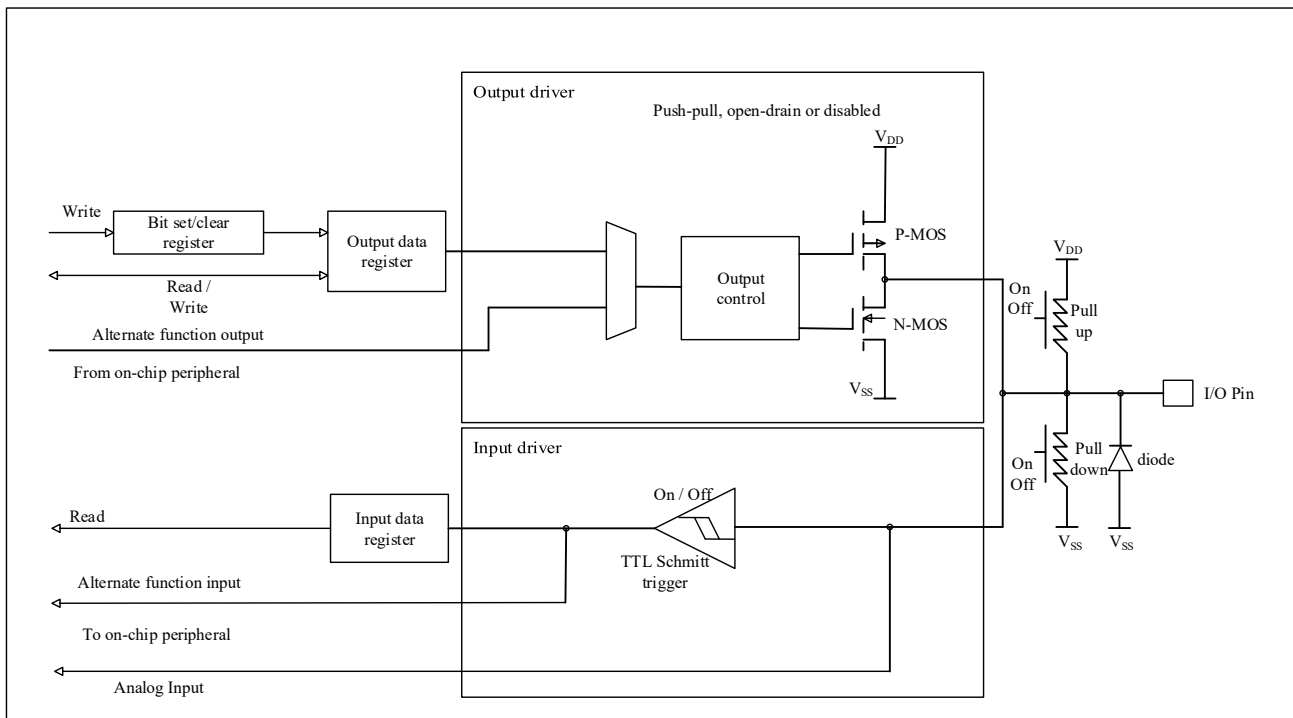 Output driver
Push-pull, open-drain or disabled
VDD
Write
Bit set/clear
register
Output data
register
P-MOS
Read /
Write
Output
control
VDD
On
Off
Pull
up
N-MOS
Alternate function output
From on-chip peripheral
VSS
I/O Pin
Input driver
On
Off
Pull
down
diode
On / Off
Read
Input data
register
TTL Schmitt
trigger
VSS
VSS
Alternate function input
To on-chip peripheral
Analog Input